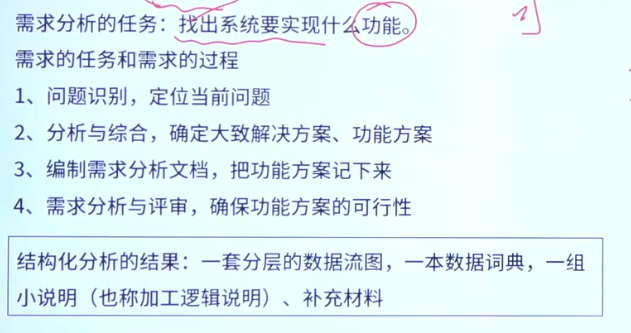 需求分析的任务：找出系统要实现什么功能。
需求的任务和需求的过程
1、问题识别，定位当前问题
2、分析与综合，确定大致解决方案、功能方案
3、编制需求分析文档，把功能方案记下来
4、需求分析与评审，确保功能方案的可行性
结构化分析的结果：一套分层的数据流图，一本数据词典，一组
小说明（也称加工逻辑说明）、补充材料